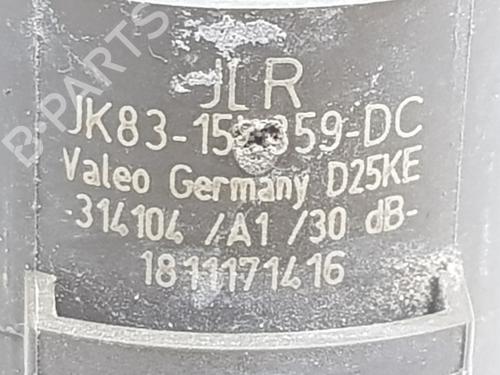 B-PARTS
JLR
Valeo Germany D25KE
-314104 /A1 /30 dB-
1811171416